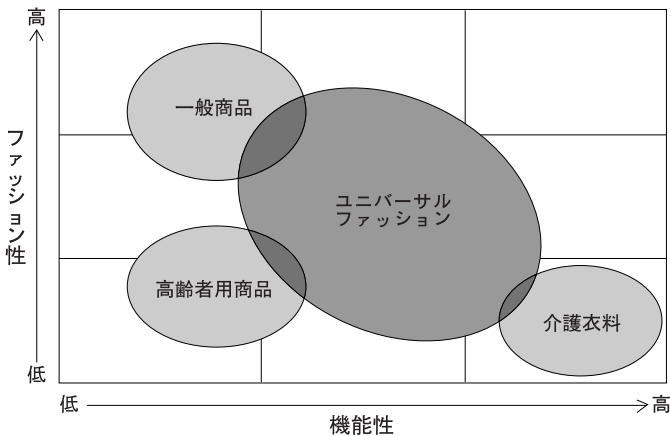 高
ファッション性
低
一般商品
ユニバーサル
ファッション
高齢者用商品
介護衣料
低
高
機能性